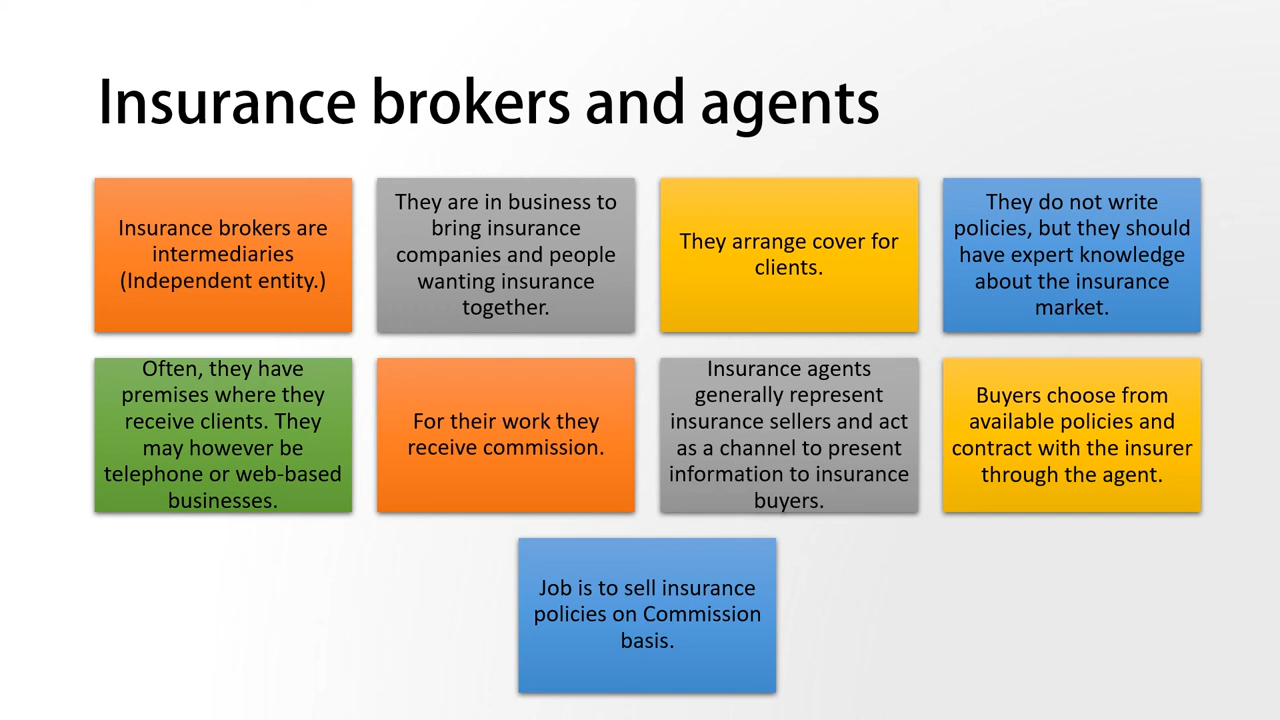 Insurance brokers and agents
Insurance brokers are
intermediaries
(Independent entity.)
They are in business to
bring insurance
companies and people
wanting insurance
together.
They arrange cover for
clients.
They do not write
policies, but they should
have expert knowledge
about the insurance
market.
Often, they have
premises where they
receive clients. They
may however be
telephone or web-based
businesses.
For their work they
receive commission.
Insurance agents
generally represent
insurance sellers and act
as a channel to present
information to insurance
buyers.
Buyers choose from
available policies and
contract with the insurer
through the agent.
Job is to sell insurance
policies on Commission
basis.